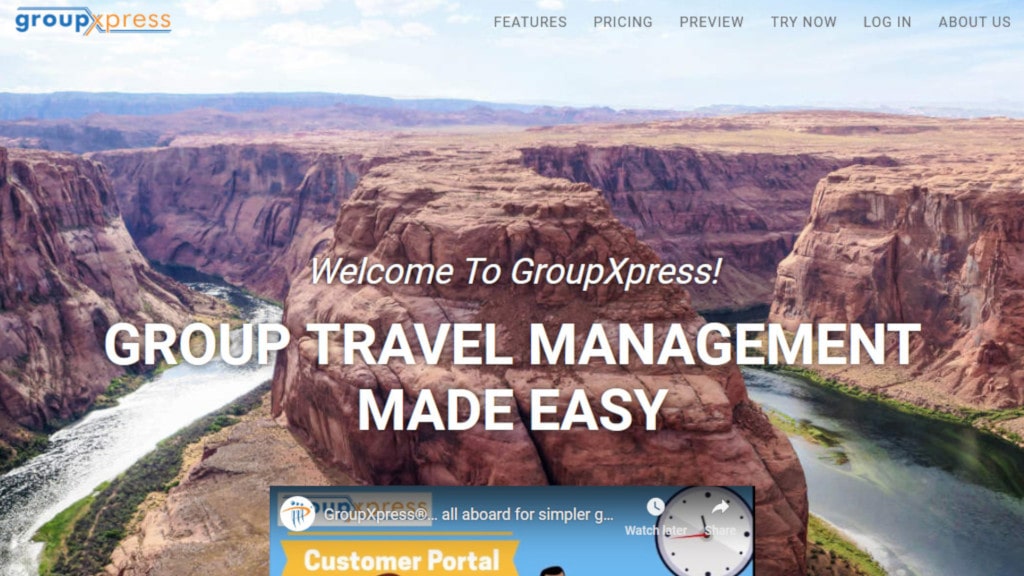 groupxpress
FEATURES PRICING PREVIEW TRY NOW LOG IN ABOUT US
Welcome To GroupXpress!
GROUP TRAVEL MANAGEMENT
MADE EASY
groupxpress
GroupXpress®... all aboard for simpler g...
Watch later Share
Customer Portal